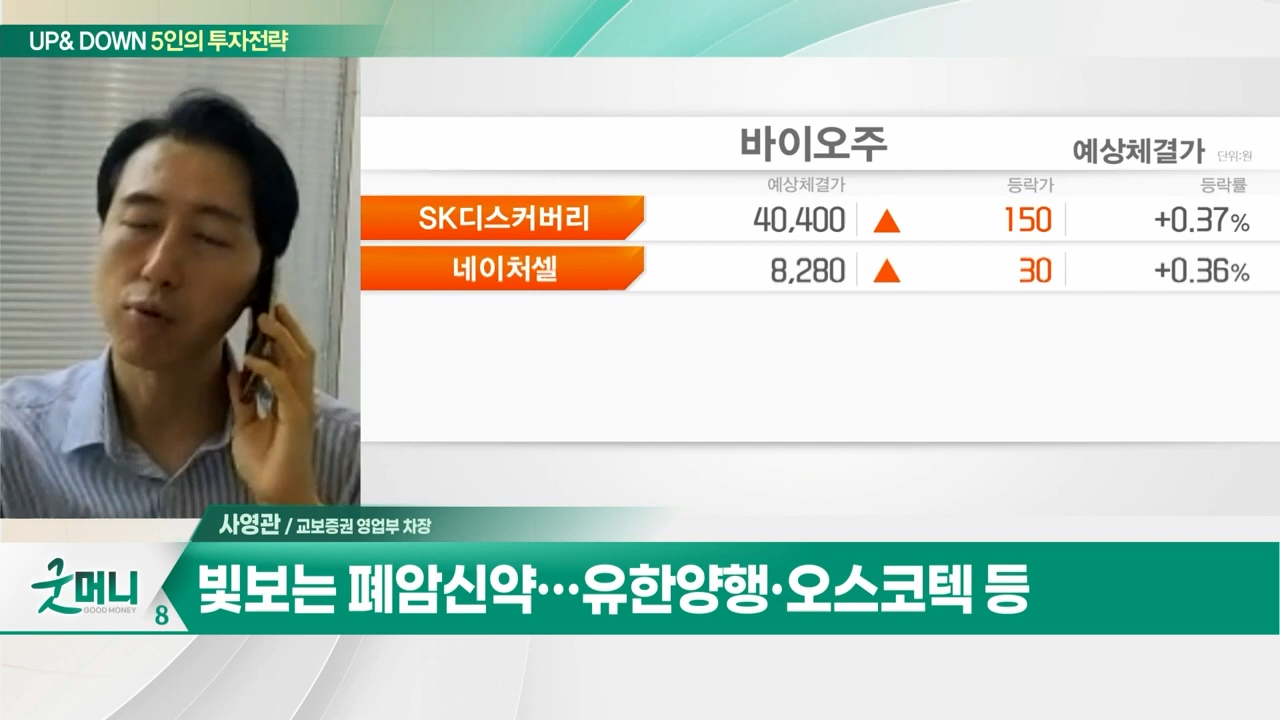 UP& DOWN 5인의 투자전략
바이오주
예상체결가 단위:원
예상체결가 등락가 등락률
SK디스커버리 40,400 ▲ 150 +0.37%
네이처셀 8,280 ▲ 30 +0.36%
사영관 / 교보증권 영업부 차장
굿머니
GOOD MONEY
8
빛보는 폐암신약…유한양행·오스코텍 등